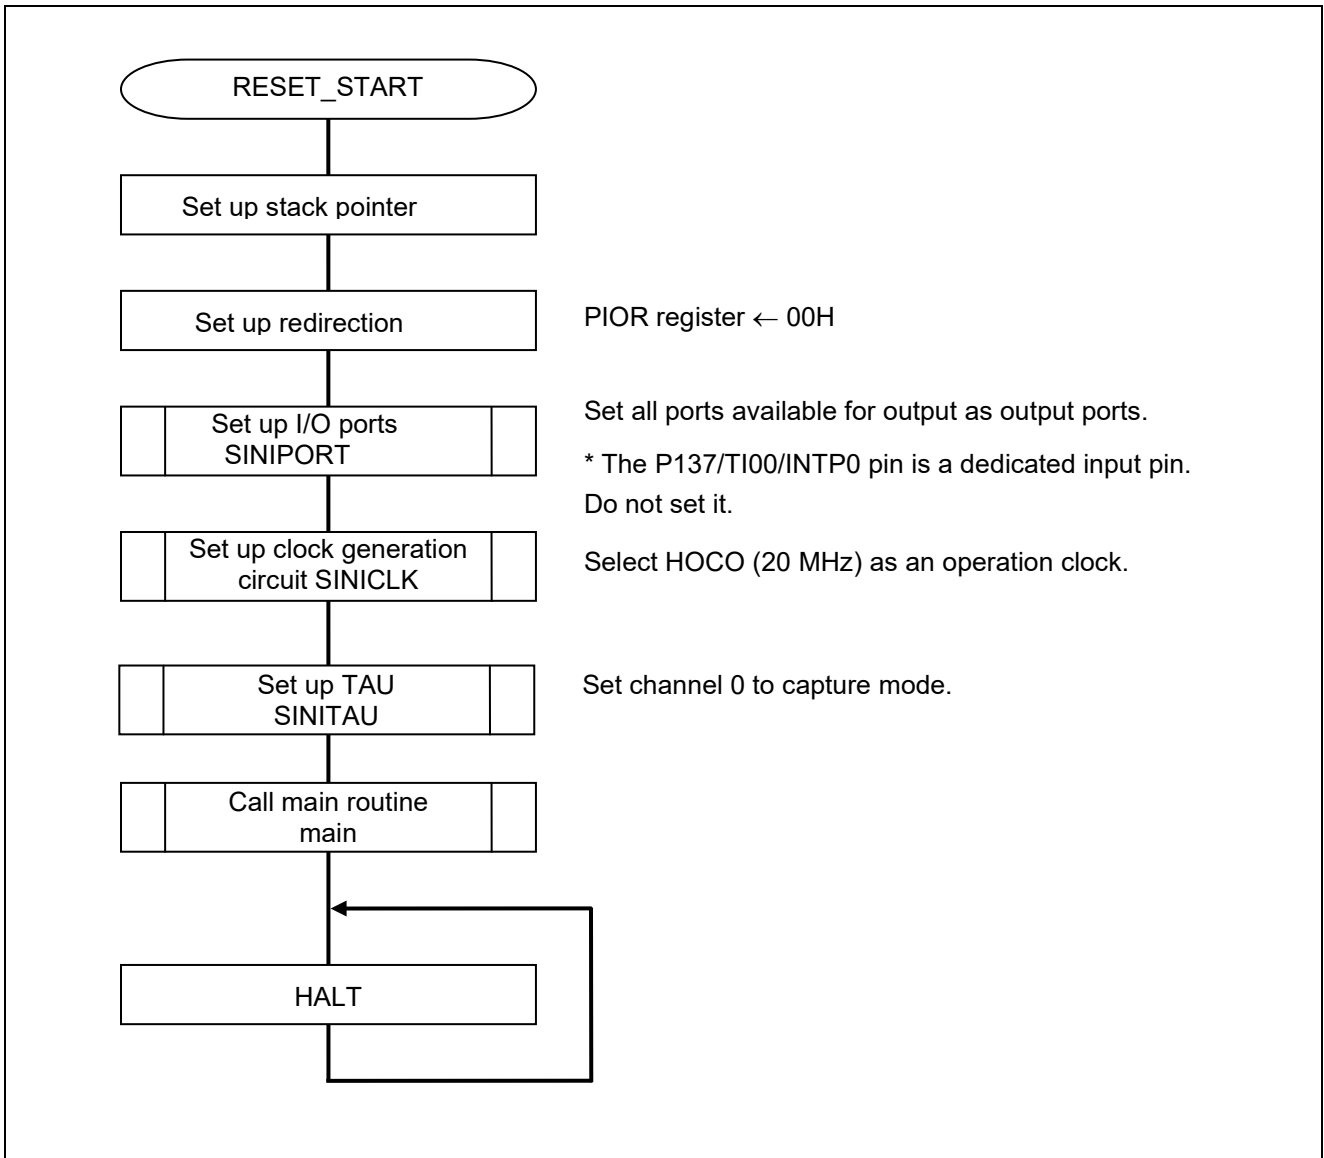 RESET_START
Set up stack pointer
Set up redirection
PIOR register ← 00H
Set up I/O ports
SINIPORT
Set all ports available for output as output ports.
* The P137/TI00/INTP0 pin is a dedicated input pin.
Do not set it.
Set up clock generation
circuit SINICLK
Select HOCO (20 MHz) as an operation clock.
Set up TAU
SINITAU
Set channel 0 to capture mode.
Call main routine
main
HALT